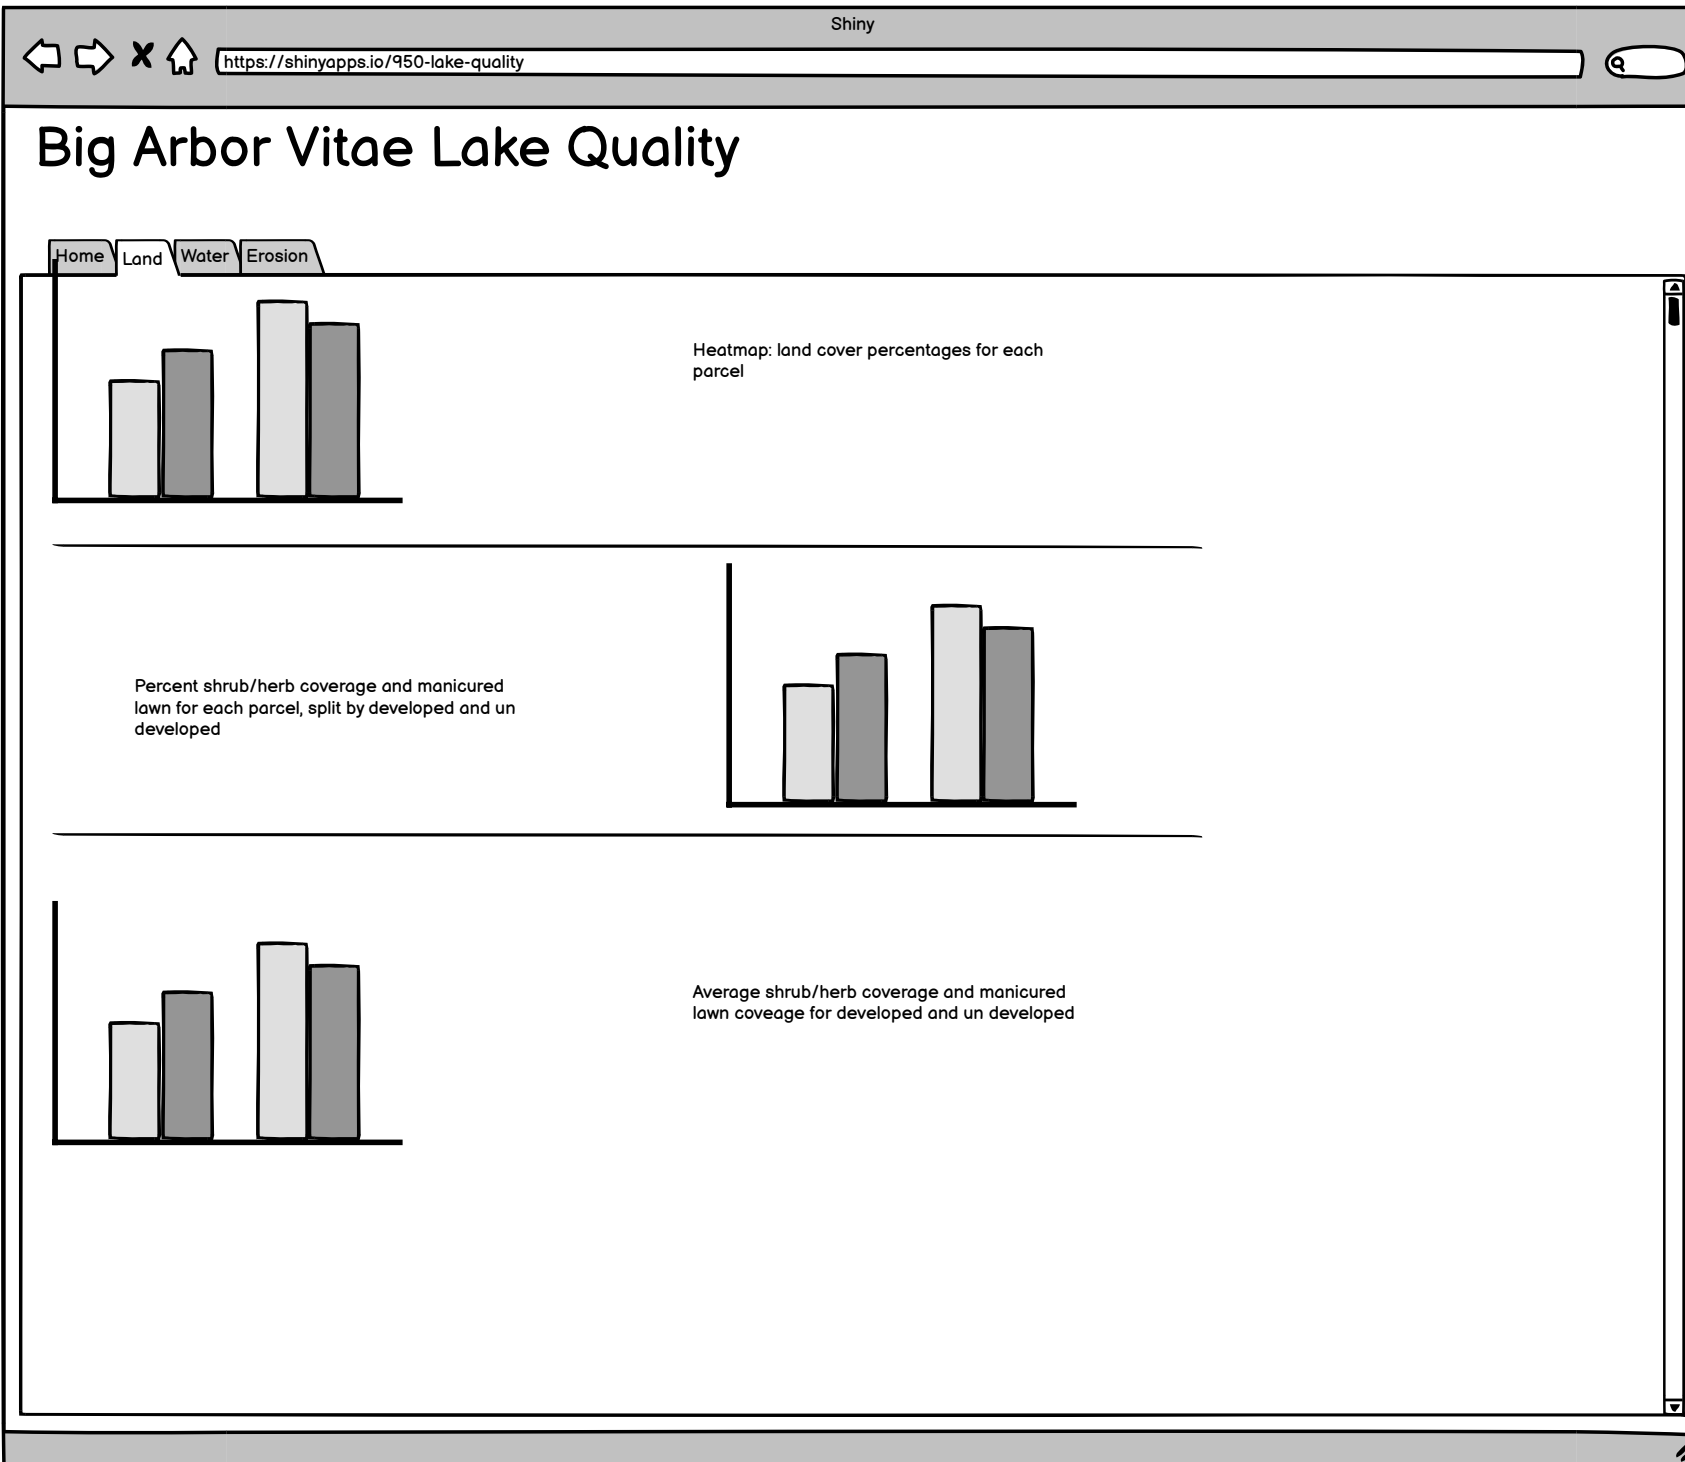 Shiny
https://shinyapps.io/950-lake-quality
Big Arbor Vitae Lake Quality
Home Land Water Erosion
Heatmap: land cover percentages for each
parcel
Percent shrub/herb coverage and manicured
lawn for each parcel, split by developed and un
developed
Average shrub/herb coverage and manicured
lawn coveage for developed and un developed